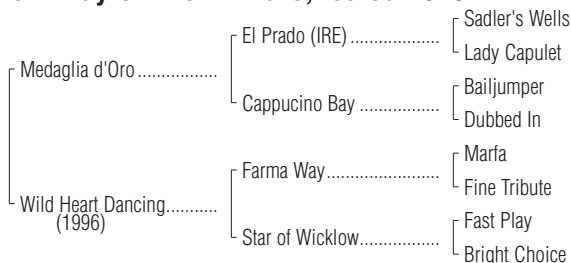 Sadler's Wells
El Prado (IRE)
Lady Capulet
Medaglia d'Oro
Bailjumper
Cappucino Bay
Dubbed In
Marfa
Farma Way
Fine Tribute
Wild Heart Dancing
(1996)
Fast Play
Star of Wicklow
Bright Choice